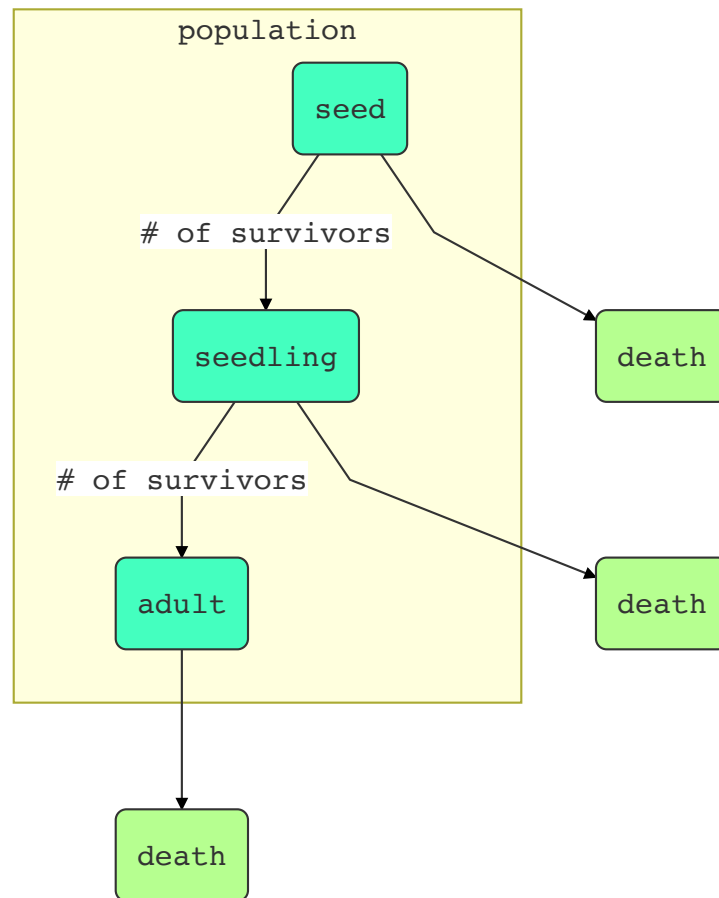 population
seed
# of survivors
seedling
death
# of survivors
adult
death
death